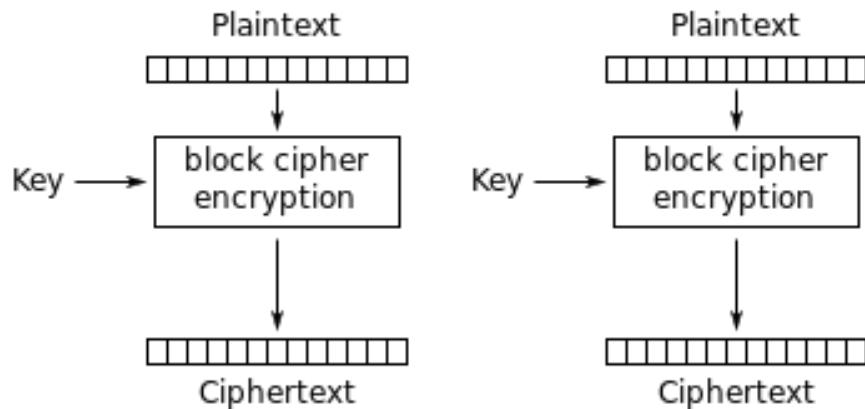 Plaintext
Plaintext
Key
block cipher
encryption
Key
block cipher
encryption
Ciphertext
Ciphertext